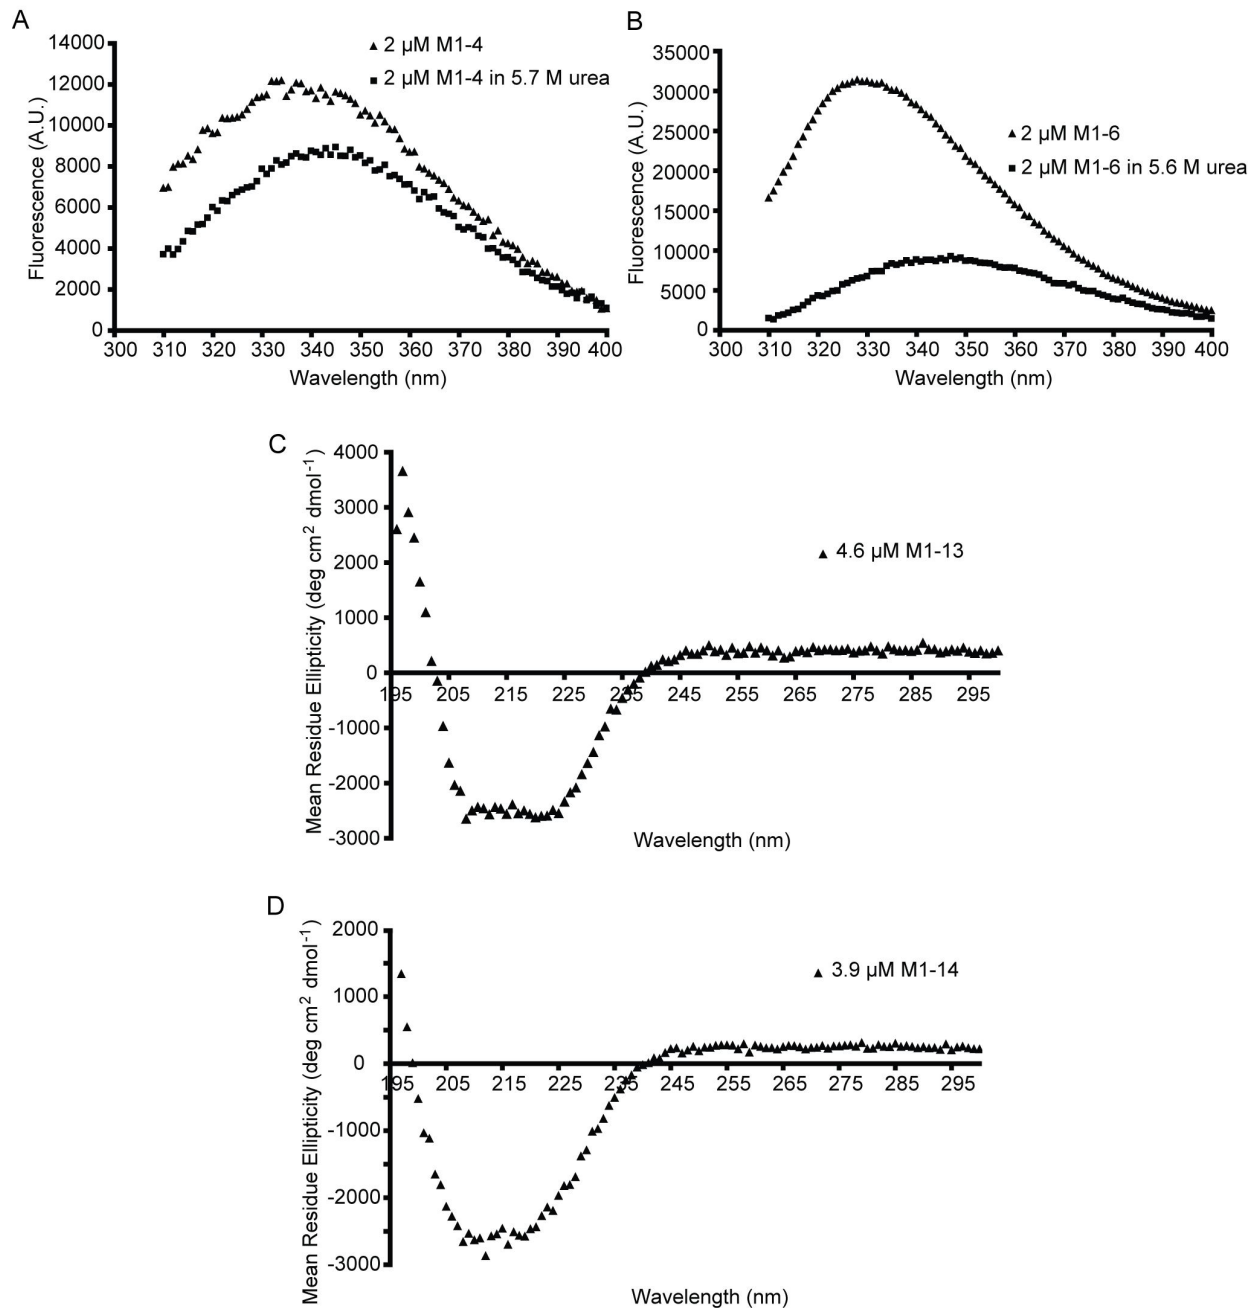 A
14000
12000
10000
8000
6000
4000
2000
0
Fluorescence (A.U.)
300 310 320 330 340 350 360 370 380 390 400
Wavelength (nm)
▲ 2 µM M1-4
■ 2 µM M1-4 in 5.7 M urea
B
35000
30000
25000
20000
15000
10000
5000
0
Fluorescence (A.U.)
300 310 320 330 340 350 360 370 380 390 400
Wavelength (nm)
▲ 2 µM M1-6
■ 2 µM M1-6 in 5.6 M urea
C
4000
3000
2000
1000
0
-1000
-2000
-3000
Mean Residue Ellipticity (deg cm² dmol⁻¹)
195 205 215 225 235 245 255 265 275 285 295
Wavelength (nm)
▲ 4.6 µM M1-13
D
2000
1000
0
-1000
-2000
-3000
Mean Residue Ellipticity (deg cm² dmol⁻¹)
195 205 215 225 235 245 255 265 275 285 295
Wavelength (nm)
▲ 3.9 µM M1-14